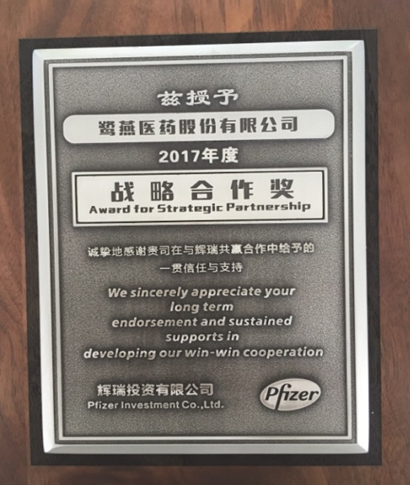 兹授予
鹭燕医药股份有限公司
2017年度
战略合作奖
Award for Strategic Partnership
诚挚地感谢贵司在与辉瑞共赢合作中给予的
一贯信任与支持
We sincerely appreciate your
long term
endorsement and sustained
supports in
developing our win-win cooperation
辉瑞投资有限公司
Pfizer Investment Co.,Ltd.
Pfizer